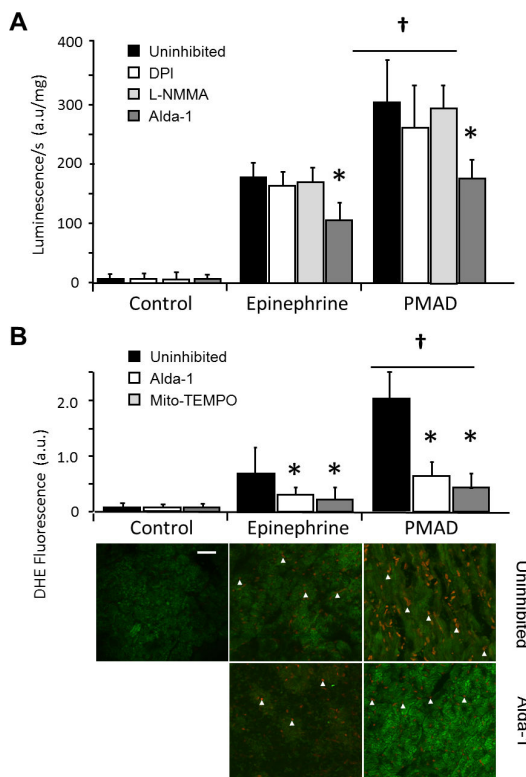 A
400
300
200
100
0
Luminescence/s (a.u/mg)
Uninhibited
DPI
L-NMMA
Alda-1
†
*
*
Control Epinephrine PMAD
B
2.0
1.0
0
DHE Fluorescence (a.u.)
Uninhibited
Alda-1
Mito-TEMPO
†
* * * *
Control Epinephrine PMAD
Uninhibited
Alda-1